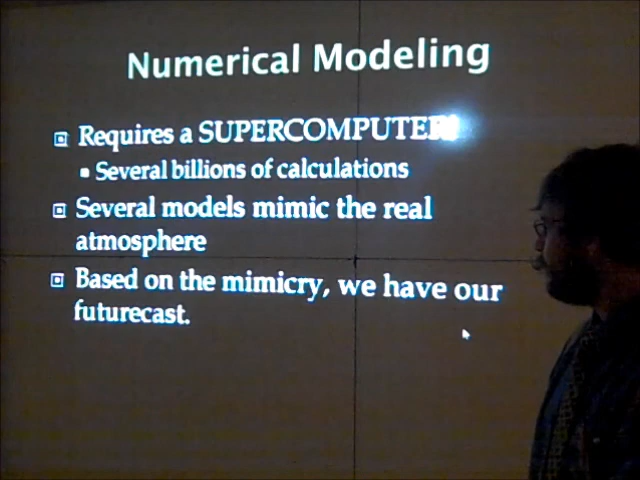 Numerical Modeling
Requires a SUPERCOMPUTER!
Several billions of calculations
Several models mimic the real
atmosphere
Based on the mimicry, we have our
futurecast.